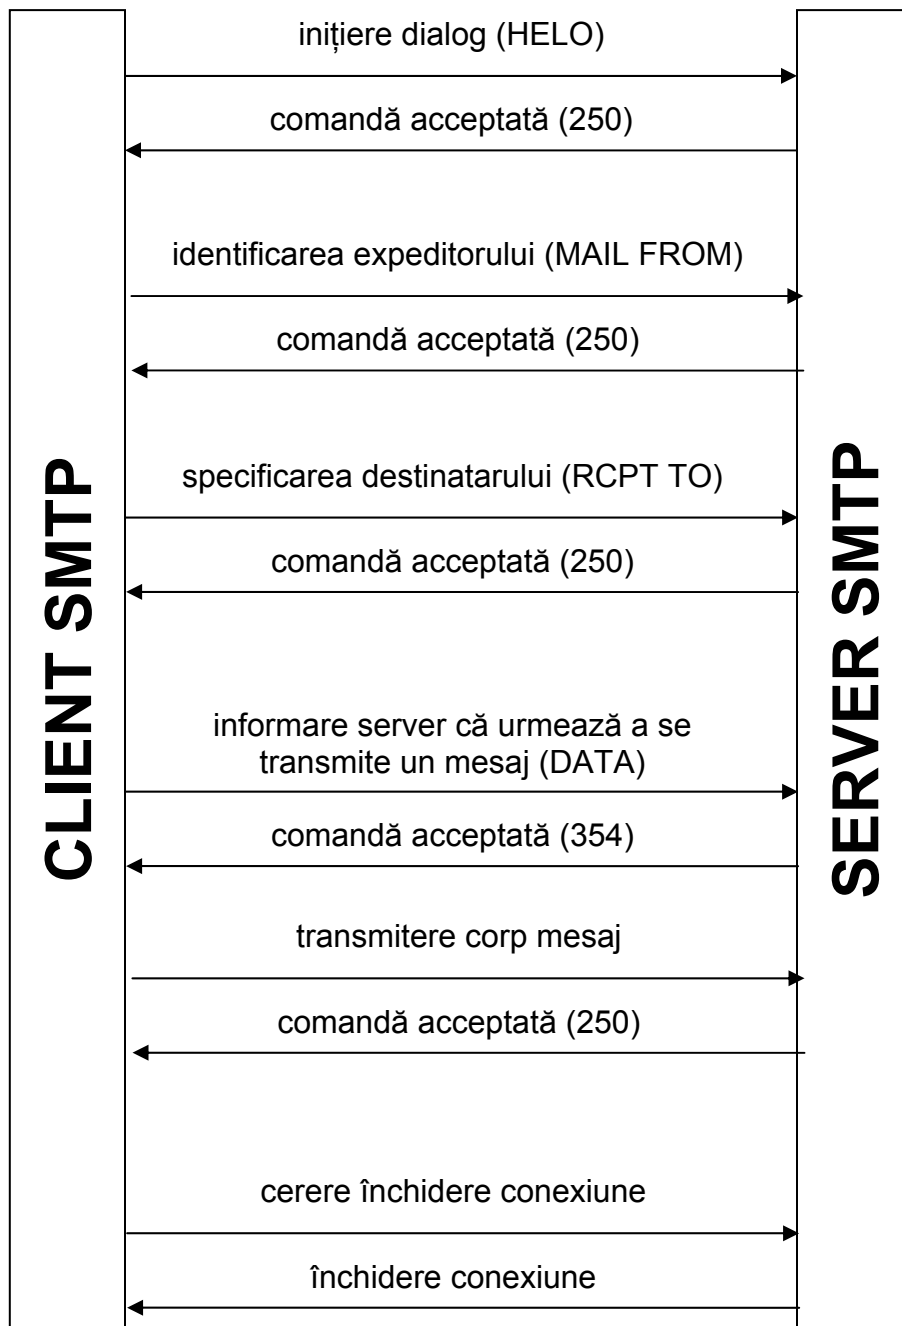 inițiere dialog (HELO)
comandă acceptată (250)
identificarea expeditorului (MAIL FROM)
comandă acceptată (250)
specificarea destinatarului (RCPT TO)
comandă acceptată (250)
informare server că urmează a se
transmite un mesaj (DATA)
comandă acceptată (354)
transmitere corp mesaj
comandă acceptată (250)
cerere închidere conexiune
închidere conexiune
CLIENT SMTP
SERVER SMTP